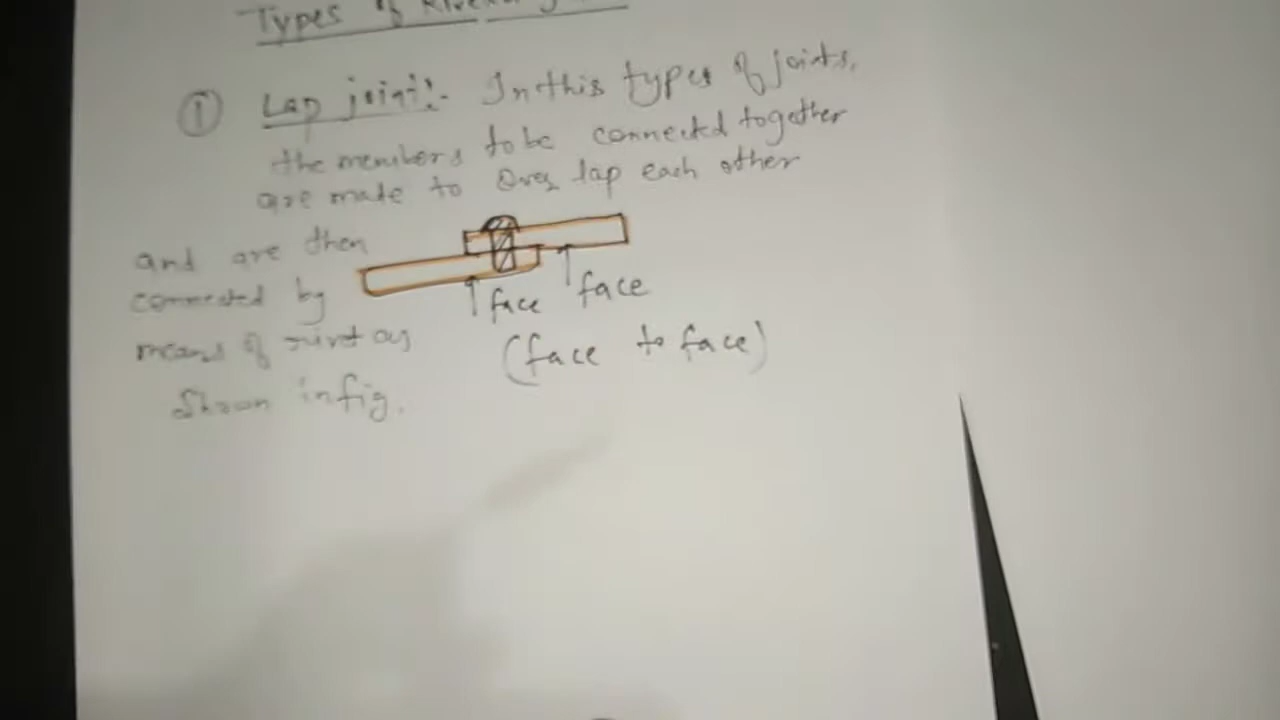 Types of
① Lap joint:- In this types of joints,
the members to be connected together
are made to Over lap each other
and are then
connected by
means of rivet as
Shown in fig.
face face
(face to face)